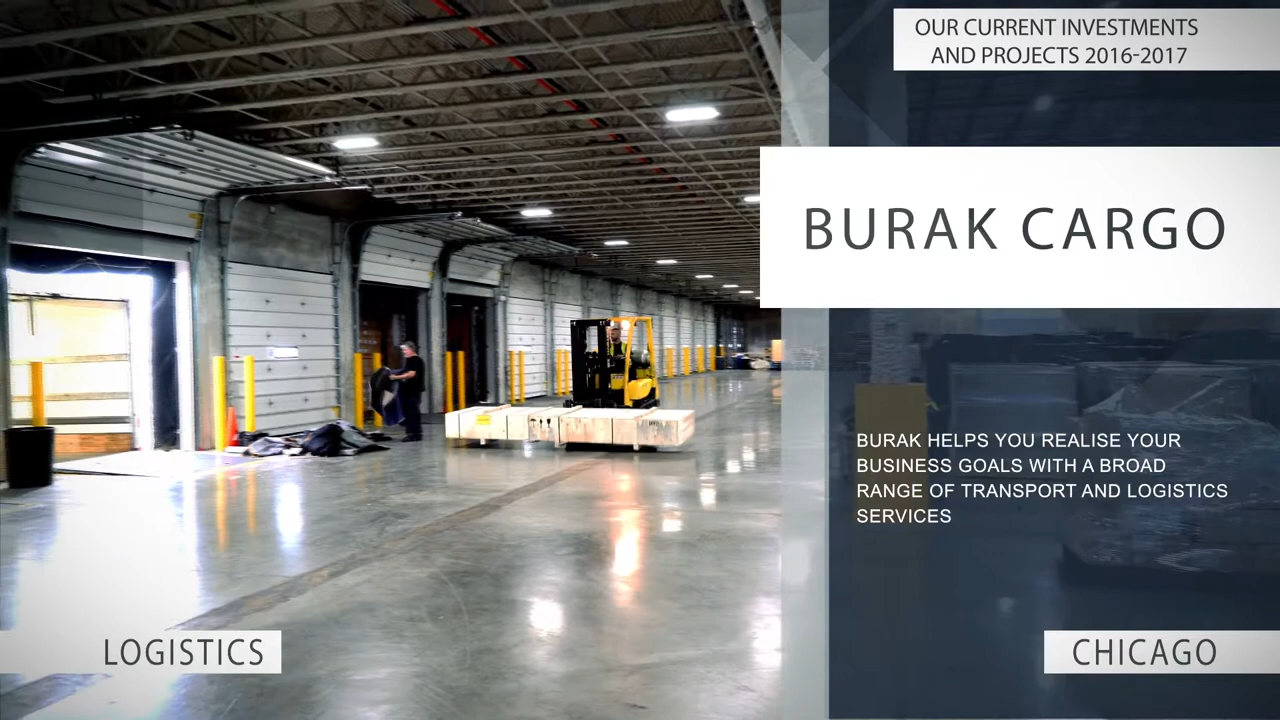 OUR CURRENT INVESTMENTS
AND PROJECTS 2016-2017
BURAK CARGO
BURAK HELPS YOU REALISE YOUR
BUSINESS GOALS WITH A BROAD
RANGE OF TRANSPORT AND LOGISTICS
SERVICES
LOGISTICS
CHICAGO